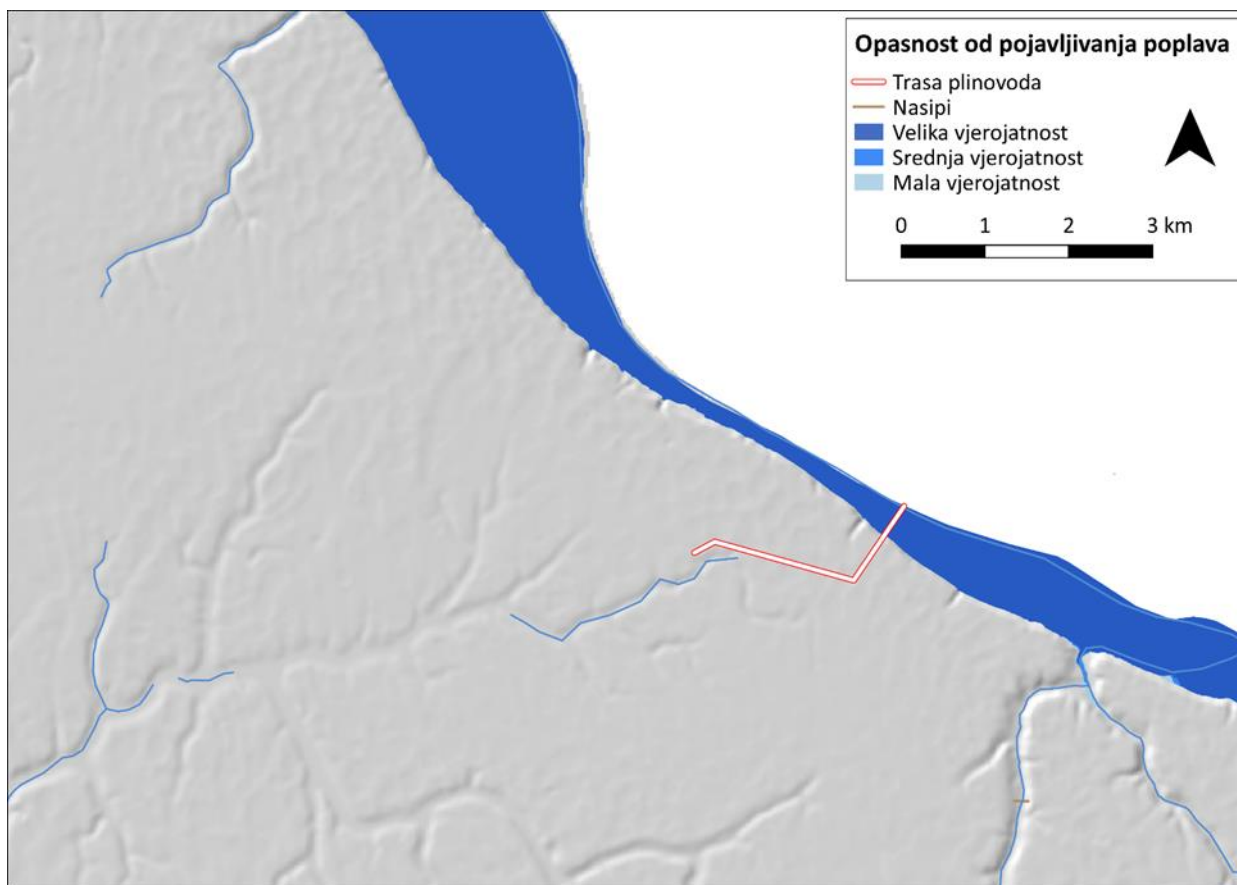 Opasnost od pojavljivanja poplava
Trasa plinovoda
Nasipi
Velika vjerojatnost
Srednja vjerojatnost
Mala vjerojatnost
0 1 2 3 km